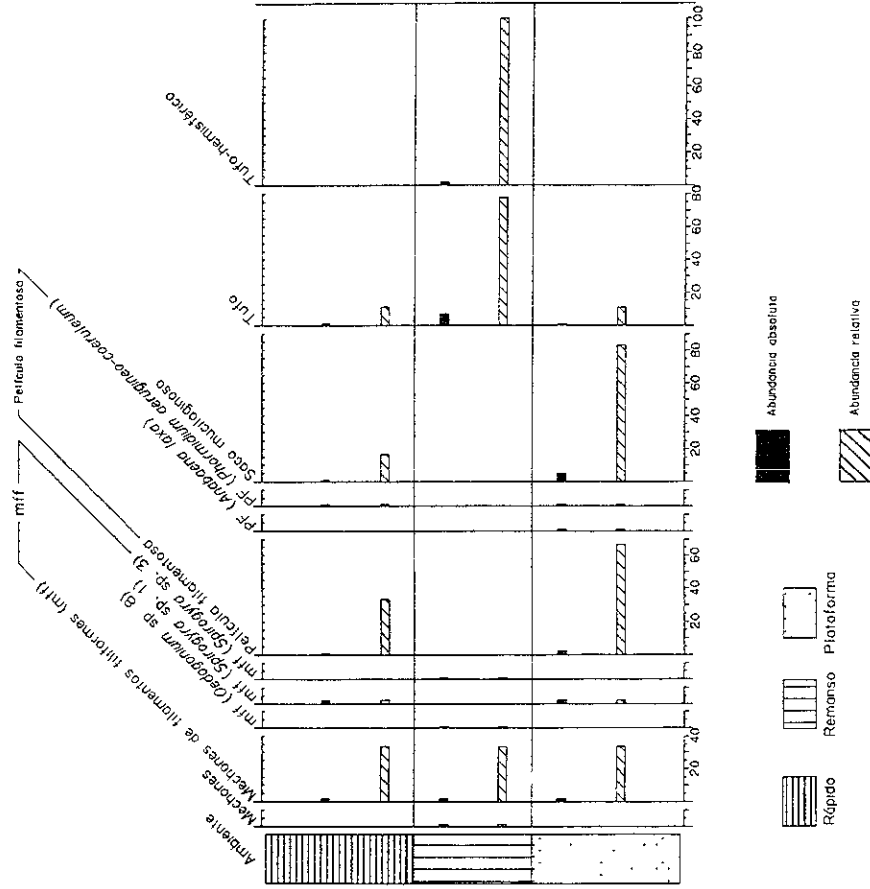 mff
Película filamentosa
Ambiente
Mechones
Mechones de filamentos filiformes (mff)
mff (Oedogonium sp 8)
mff (Spirogyra sp. 1)
mff (Spirogyra sp. 3)
Película filamentosa
PF (Anabaena laxa)
PF (Phormidium aerugineo-coeruleum)
Saco mucilaginoso
Tufo
Tufo-hemisférico
20 40
20 40 60
20 40 60 80
20 40 60 80
20 40 60 80 100
Rápido
Remanso
Plataforma
Abundancia absoluta
Abundancia relativa